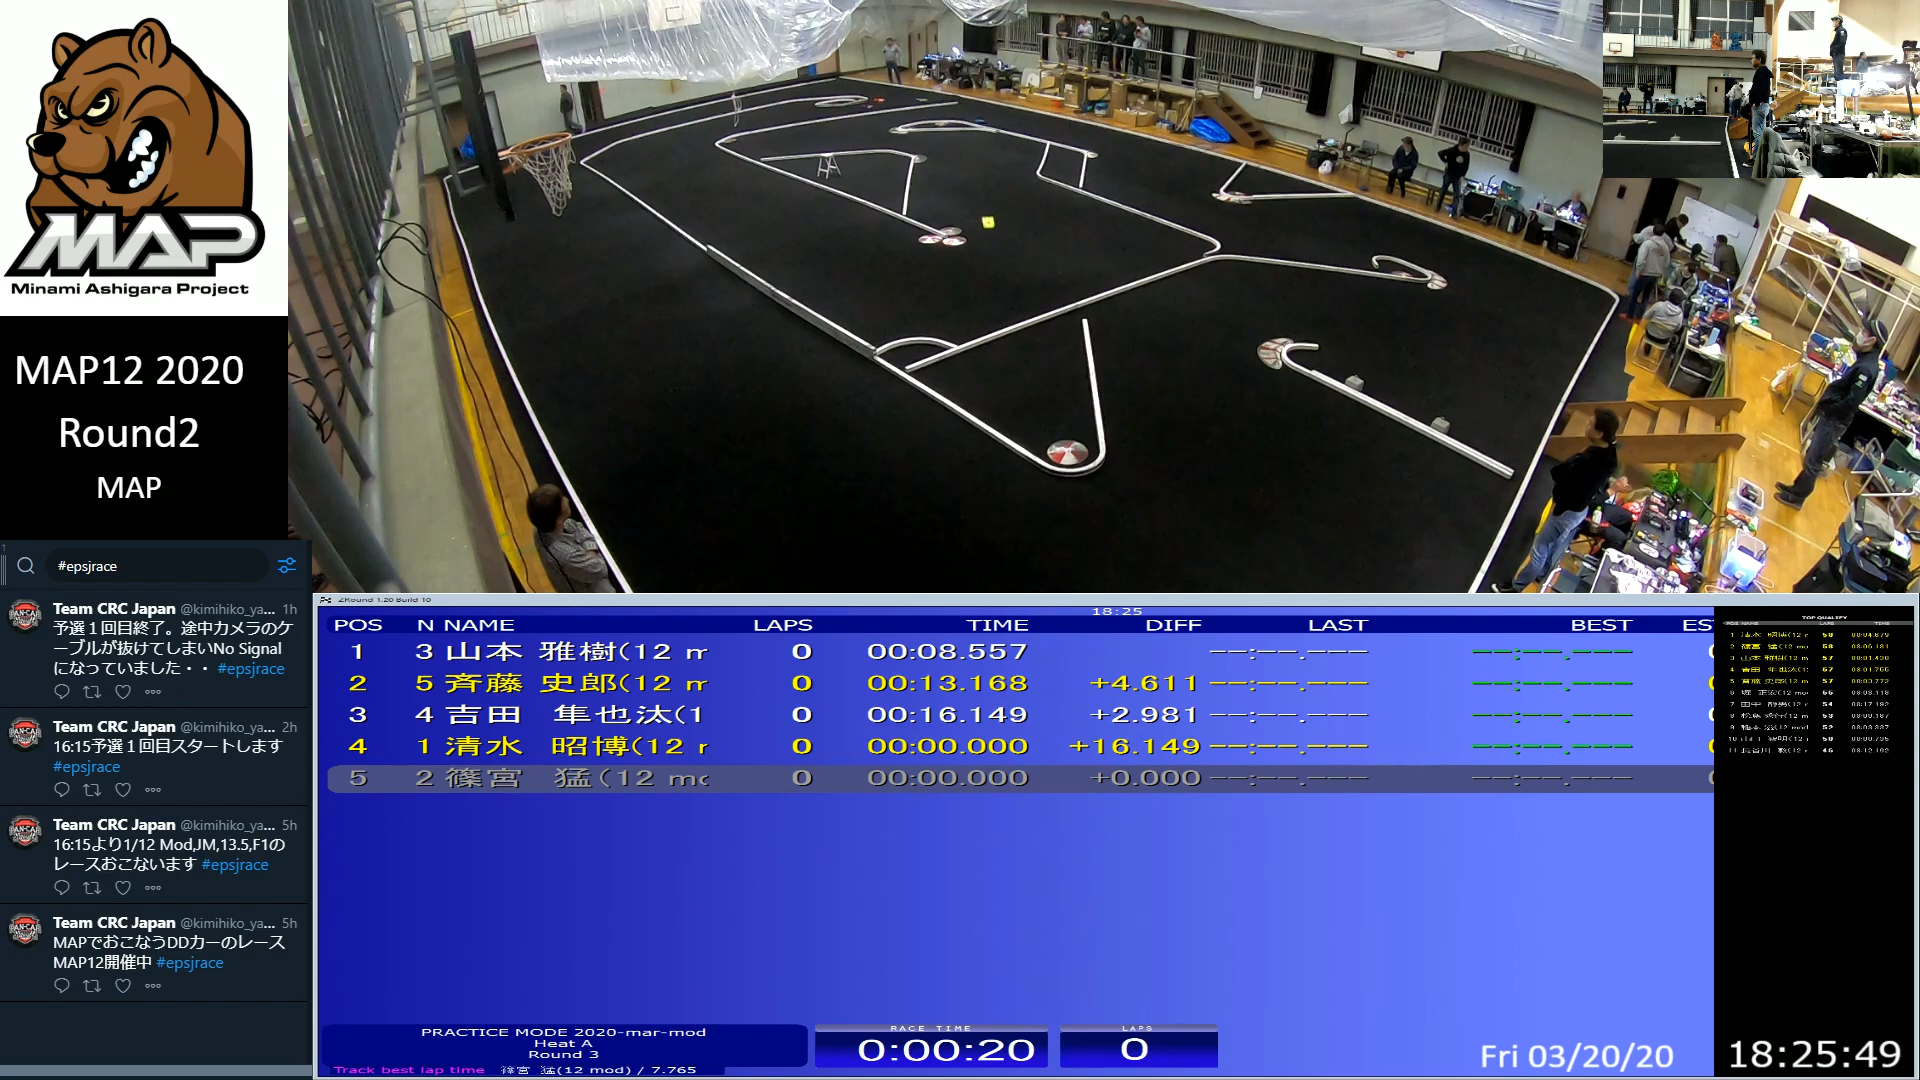 MAP
Minami Ashigara Project
MAP12 2020
Round2
MAP
#epsjrace
Team CRC Japan @kimihiko_ya... 1h
予選１回目終了。途中カメラのケ
ーブルが抜けてしまいNo Signal
になっていました・・ #epsjrace
Team CRC Japan @kimihiko_ya... 2h
16:15予選１回目スタートします
#epsjrace
Team CRC Japan @kimihiko_ya... 5h
16:15より1/12 Mod,JM,13.5,F1の
レースおこないます #epsjrace
Team CRC Japan @kimihiko_ya... 5h
MAPでおこなうDDカーのレース
MAP12開催中 #epsjrace
ZRound 1.20 Build 10
18:25
POS N NAME LAPS TIME DIFF LAST BEST ES
1 3 山本 雅樹(12 m 0 00:08.557 --:--.--- --:--.---
2 5 斉藤 史郎(12 m 0 00:13.168 +4.611 --:--.--- --:--.---
3 4 吉田 隼也汰(1 0 00:16.149 +2.981 --:--.--- --:--.---
4 1 清水 昭博(12 r 0 00:00.000 +16.149 --:--.--- --:--.---
5 2 篠宮 猛(12 mo 0 00:00.000 +0.000 --:--.--- --:--.---
PRACTICE MODE 2020-mar-mod
Heat A
Round 3
Track best lap time 篠宮 猛(12 mod) / 7.765
RACE TIME
0:00:20
LAPS
0
Fri 03/20/20
TOP QUALIFY
18:25:49